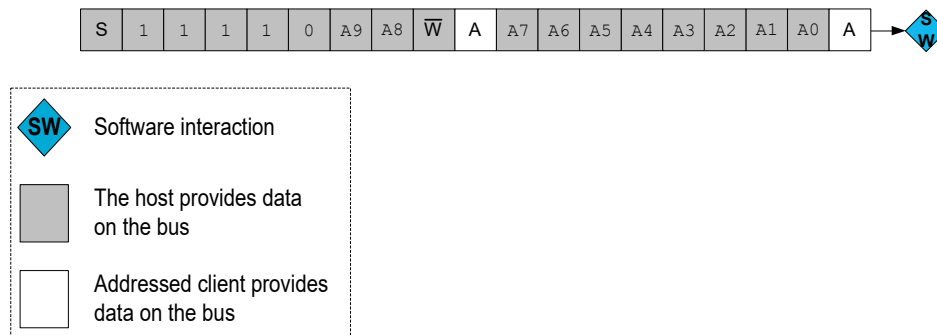 S 1 1 1 1 0 A9 A8 W̅ A A7 A6 A5 A4 A3 A2 A1 A0 A S W
SW Software interaction
The host provides data
on the bus
Addressed client provides
data on the bus